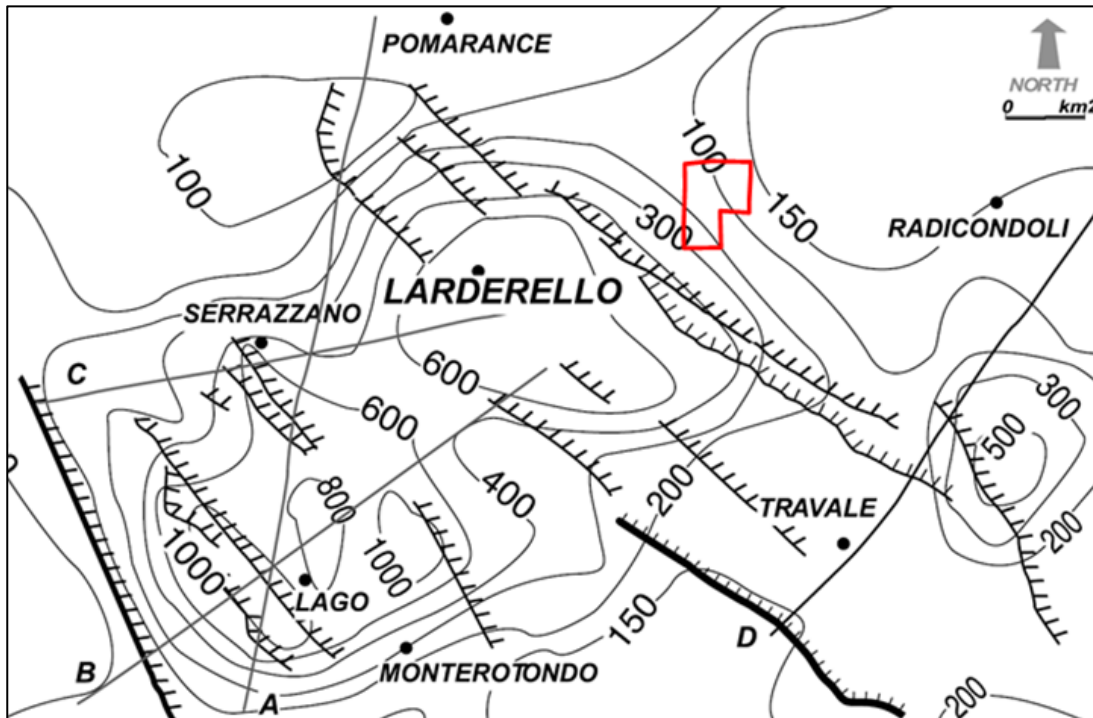 POMARANCE
NORTH
0 km2
100
100
150
RADICONDOLI
300
LARDERELLO
SERRAZZANO
C
600
600
300
500
400
200
800
TRAVALE
200
1000
1000
LAGO
150
D
B
MONTEROTONDO
A
200